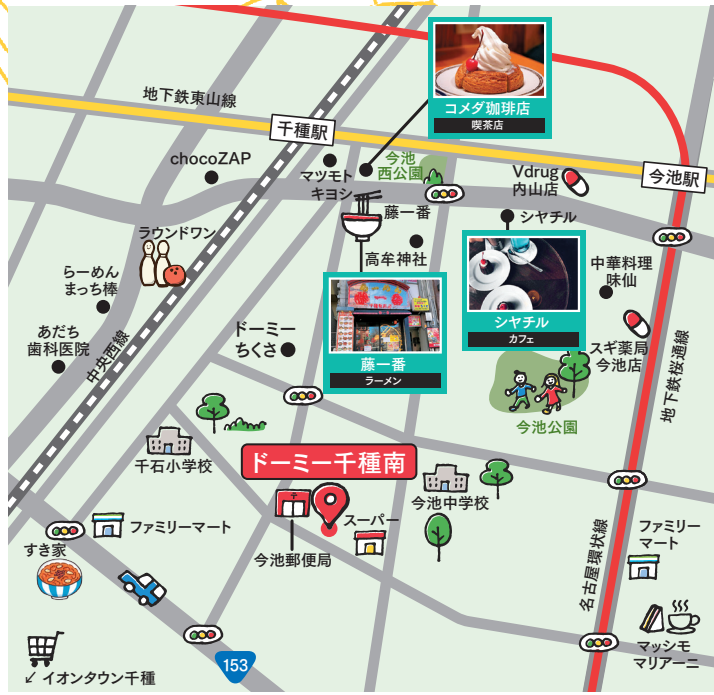 コメダ珈琲店
喫茶店
地下鉄東山線
千種駅
今池
西公園
chocoZAP
マツモト
キヨシ
Vdrug
内山店
今池駅
藤一番
シヤチル
ラウンドワン
高牟神社
中華料理
味仙
らーめん
まっち棒
藤一番
ラーメン
シヤチル
カフェ
あだち
歯科医院
中央西線
ドーミー
ちくさ
スギ薬局
今池店
地下鉄桜通線
今池公園
千石小学校
ドーミー千種南
今池中学校
スーパー
ファミリーマート
今池郵便局
すき家
名古屋環状線
ファミリー
マート
マッシモ
マリアーニ
153
↙ イオンタウン千種